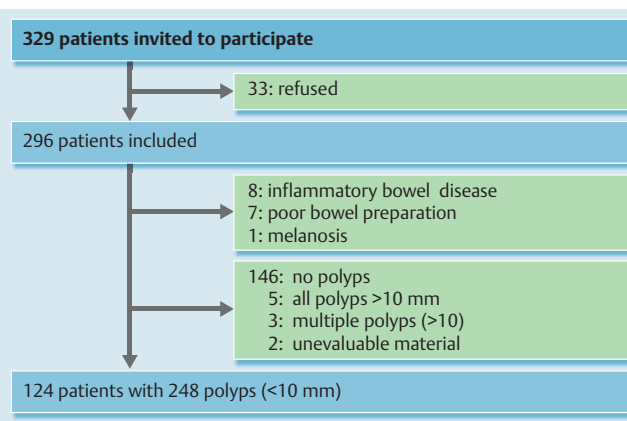 329 patients invited to participate
33: refused
296 patients included
8: inflammatory bowel disease
7: poor bowel preparation
1: melanosis
146: no polyps
5: all polyps >10 mm
3: multiple polyps (>10)
2: unevaluable material
124 patients with 248 polyps (<10 mm)